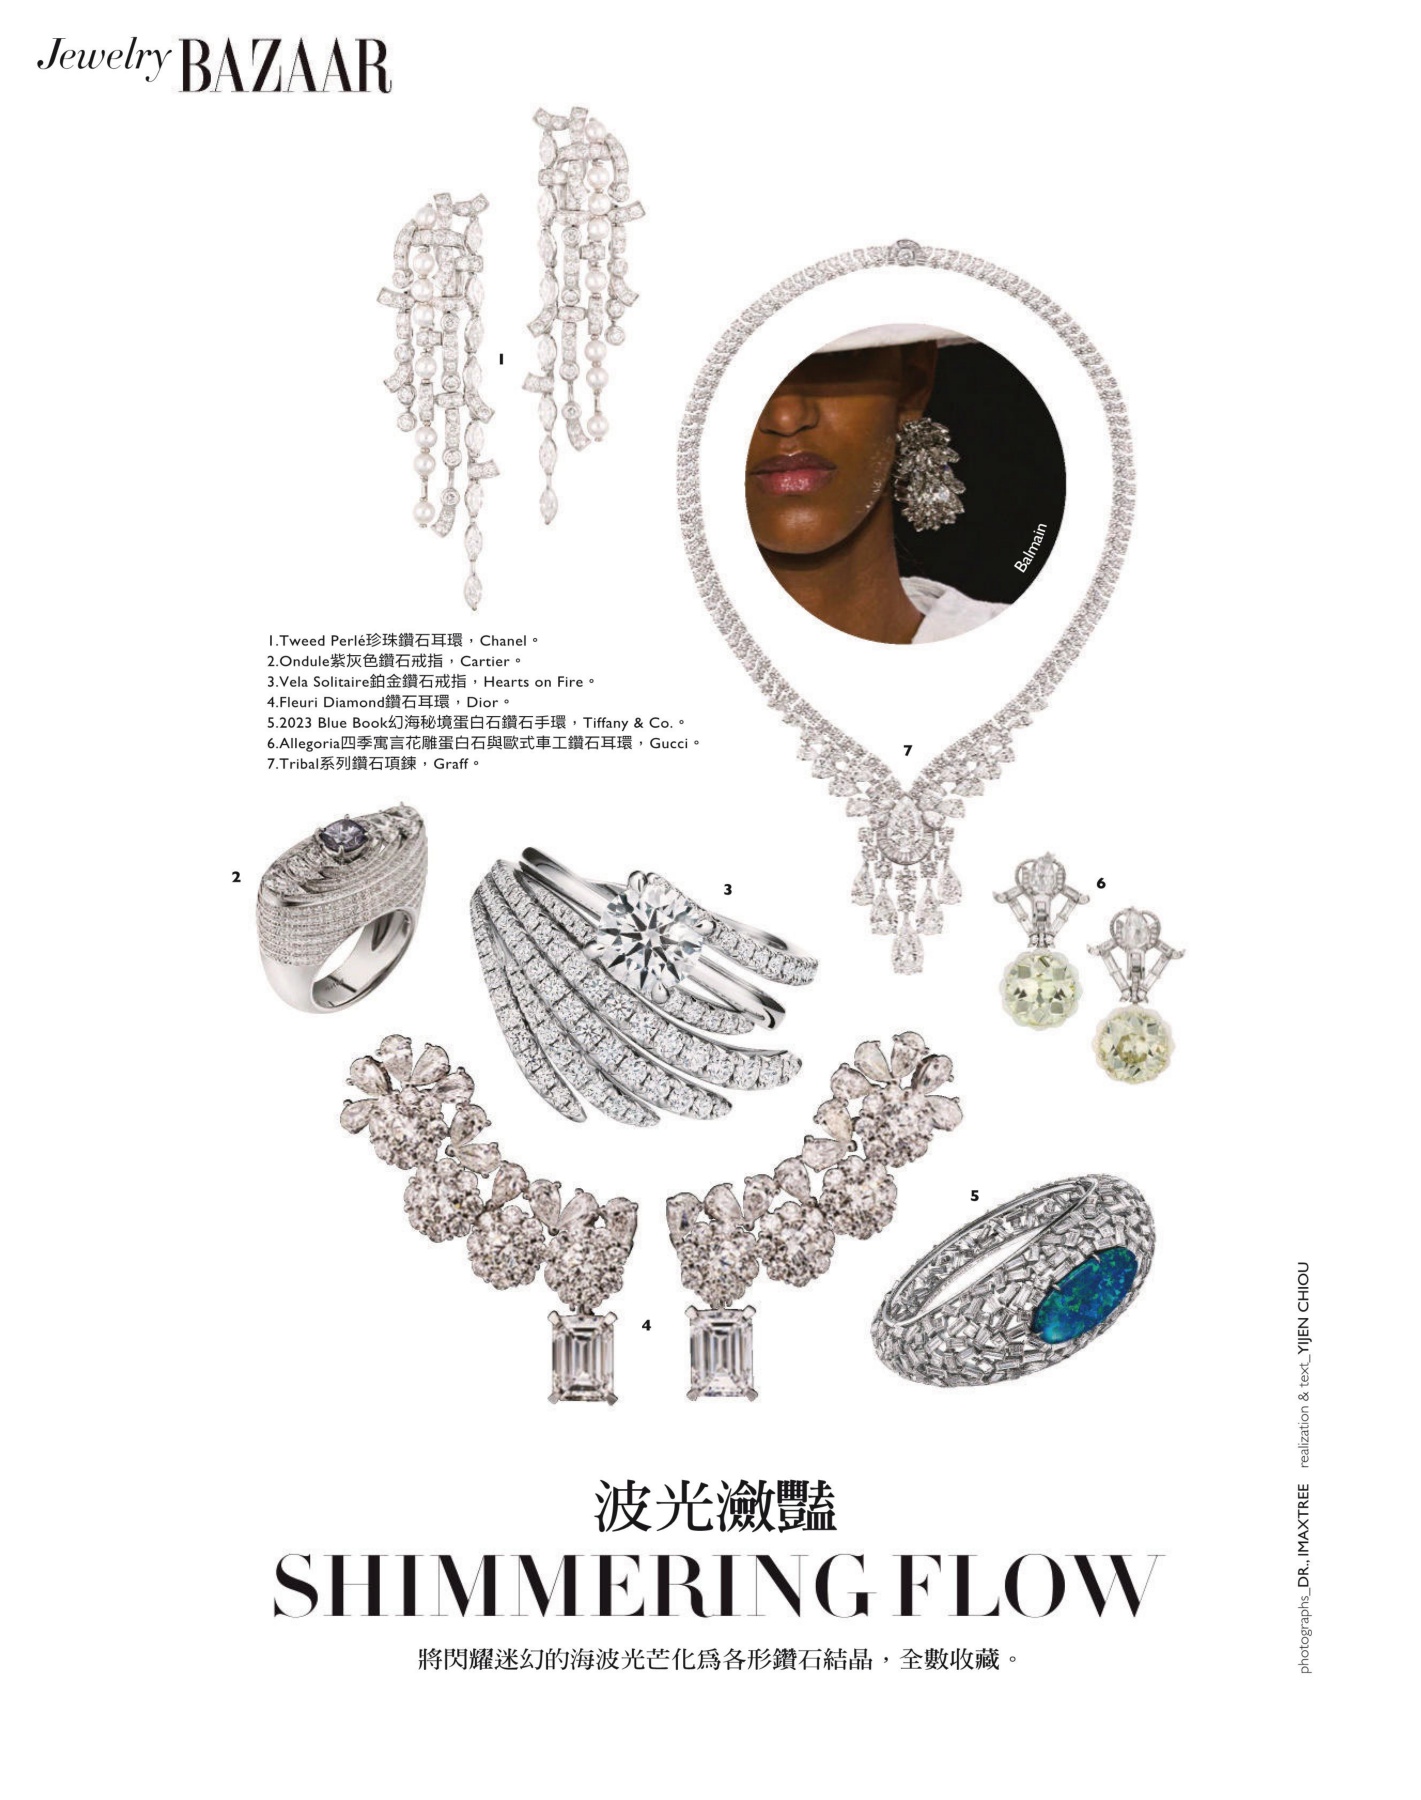 Jewelry BAZAAR
1
Balmain
1.Tweed Perlé珍珠鑽石耳環，Chanel。
2.Ondule紫灰色鑽石戒指，Cartier。
3.Vela Solitaire鉑金鑽石戒指，Hearts on Fire。
4.Fleuri Diamond鑽石耳環，Dior。
5.2023 Blue Book幻海秘境蛋白石鑽石手環，Tiffany & Co.。
6.Allegoria四季寓言花雕蛋白石與歐式車工鑽石耳環，Gucci。
7.Tribal系列鑽石項鍊，Graff。
7
2
3
6
5
4
波光瀲豔
SHIMMERING FLOW
將閃耀迷幻的海波光芒化爲各形鑽石結晶，全數收藏。
photographs_DR., IMAXTREE realization & text_YIJEN CHIOU